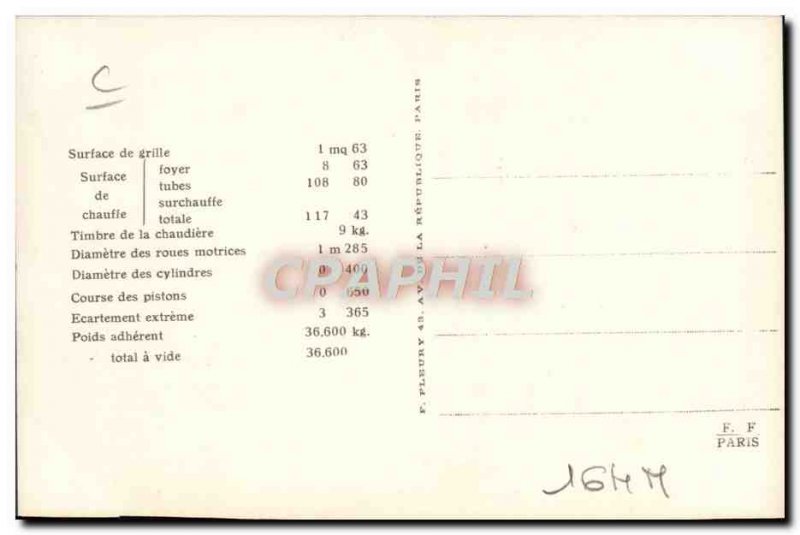 C
Surface de grille 1 mq 63
Surface de chauffe
foyer 8 63
tubes 108 80
surchauffe
totale 117 43
Timbre de la chaudière 9 kg.
Diamètre des roues motrices 1 m 285
Diamètre des cylindres 0 400
Course des pistons 0 650
Ecartement extrême 3 365
Poids adhérent 36.600 kg.
- total à vide 36.600
CPAPHIL
F. FLEURY 43, AV. DE LA RÉPUBLIQUE. PARIS
F. F
PARIS